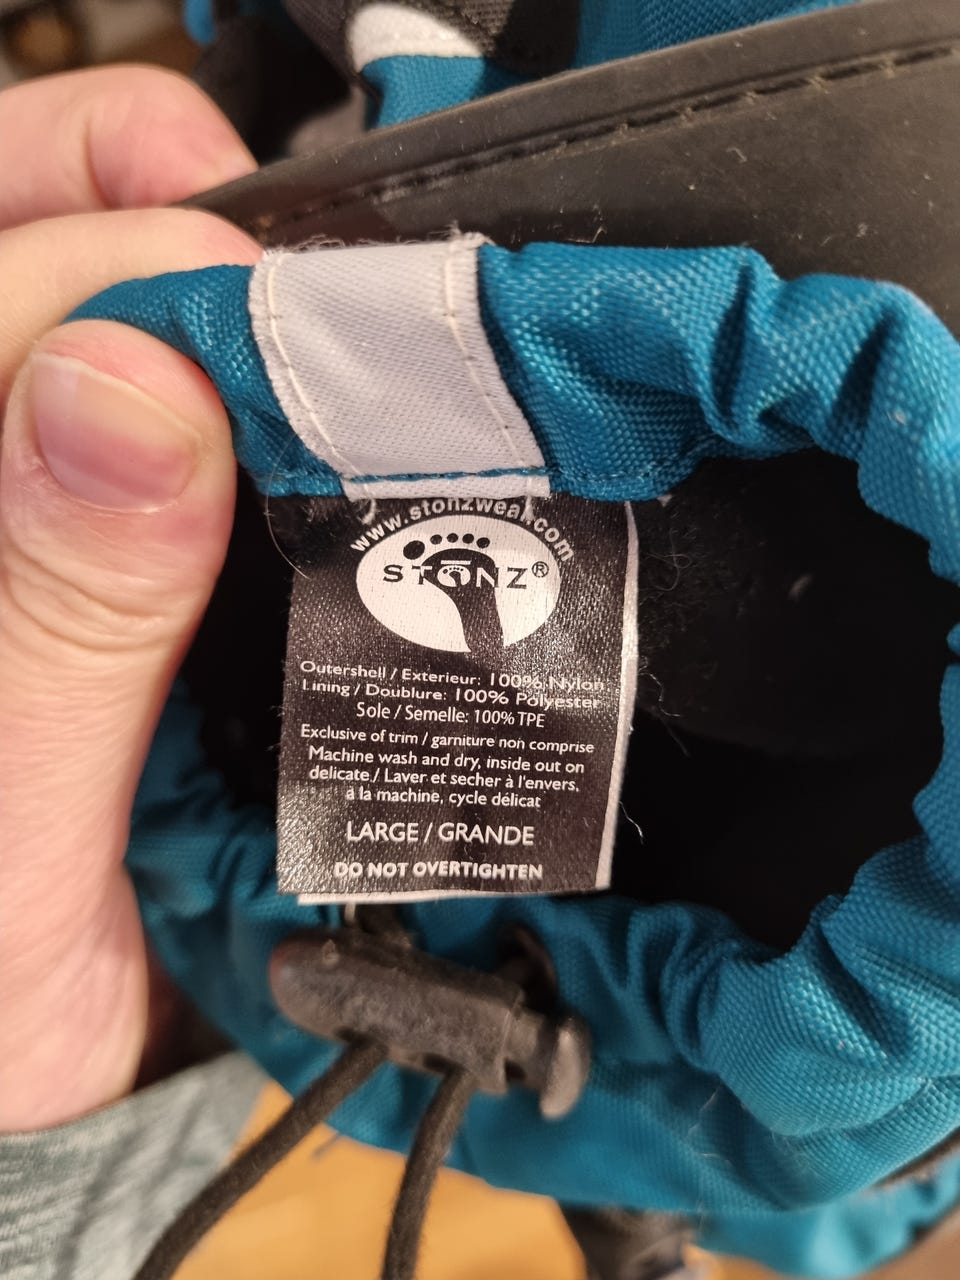 www.stonzwear.com
STŌNZ®
Outershell / Exterieur: 100% Nylon
Lining / Doublure: 100% Polyester
Sole / Semelle: 100% TPE
Exclusive of trim / garniture non comprise
Machine wash and dry, inside out on
delicate./ Laver et secher à l'envers,
à la machine, cycle délicat
LARGE / GRANDE
DO NOT OVERTIGHTEN